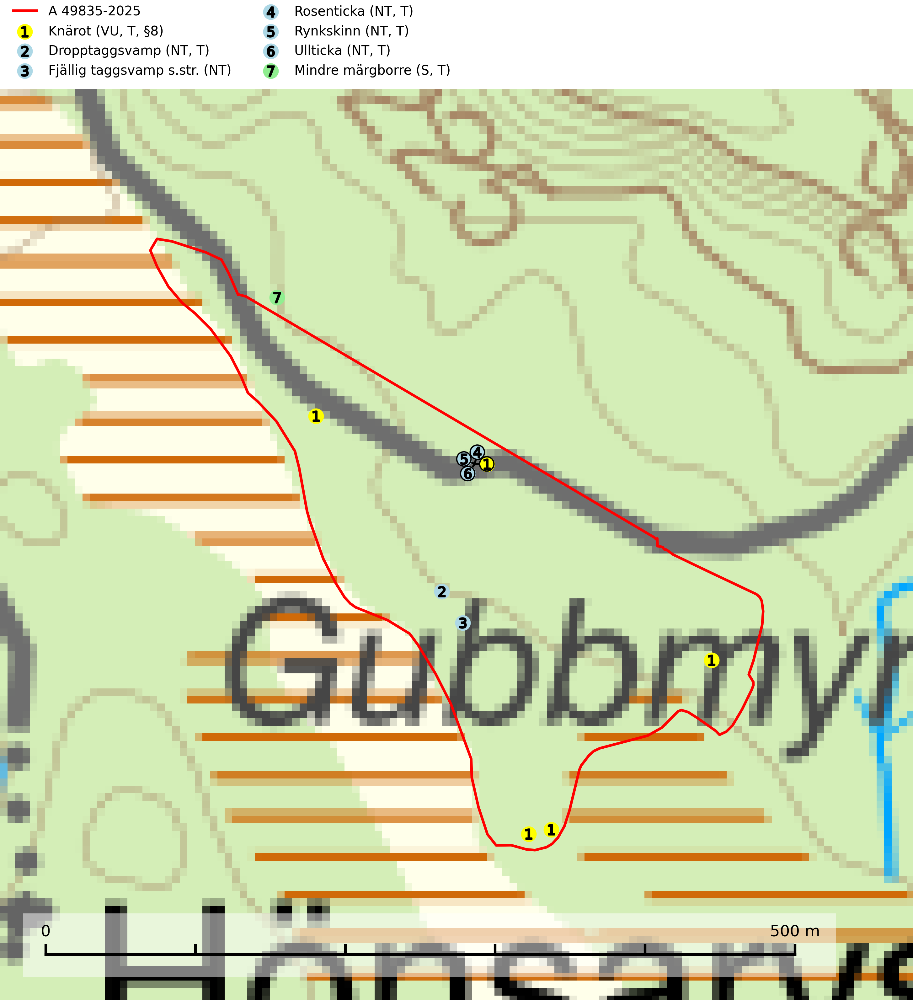 A 49835-2025
1 Knärot (VU, T, §8)
2 Dropptaggsvamp (NT, T)
3 Fjällig taggsvamp s.str. (NT)
4 Rosenticka (NT, T)
5 Rynkskinn (NT, T)
6 Ullticka (NT, T)
7 Mindre märgborre (S, T)
7
1
4
5
1
6
2
3
Gubbmyr
1
1
1
0
500 m